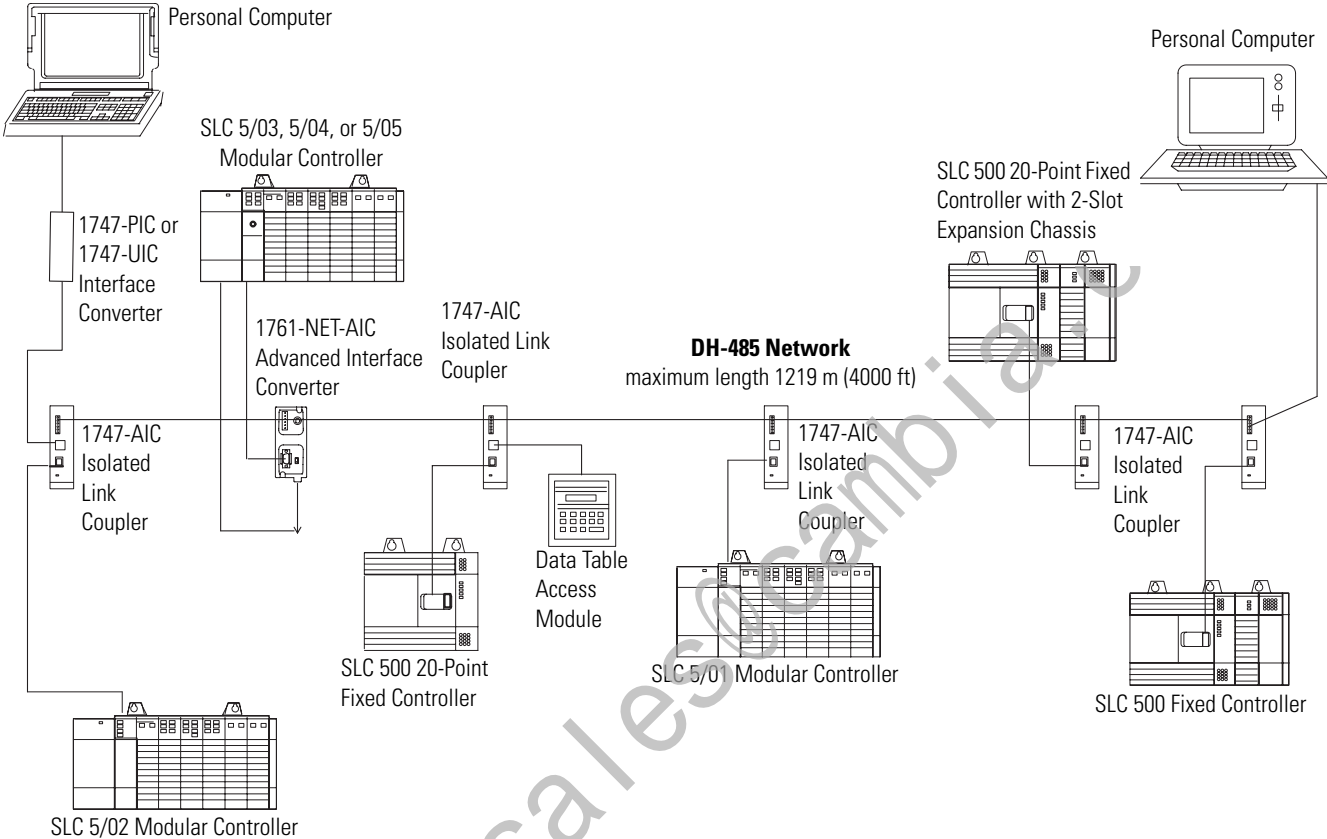 Personal Computer
Personal Computer
SLC 5/03, 5/04, or 5/05
Modular Controller
SLC 500 20-Point Fixed
Controller with 2-Slot
Expansion Chassis
1747-PIC or
1747-UIC
Interface
Converter
1761-NET-AIC
Advanced Interface
Converter
1747-AIC
Isolated Link
Coupler
DH-485 Network
maximum length 1219 m (4000 ft)
1747-AIC
Isolated
Link
Coupler
1747-AIC
Isolated
Link
Coupler
1747-AIC
Isolated
Link
Coupler
Data Table
Access
Module
SLC 500 20-Point
Fixed Controller
SLC 5/01 Modular Controller
SLC 500 Fixed Controller
SLC 5/02 Modular Controller
sales@cambia.c